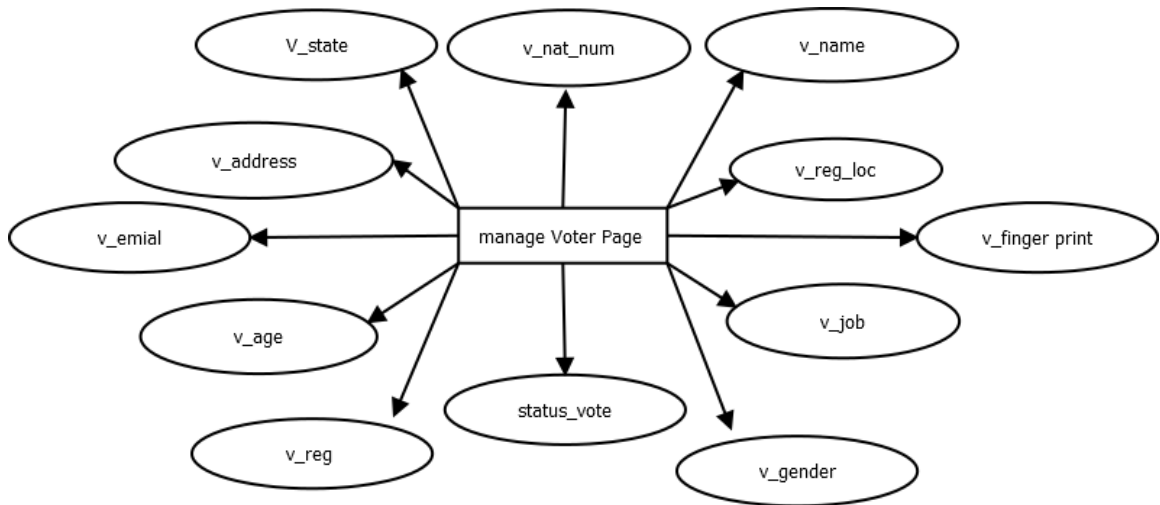 V_state
v_nat_num
v_name
v_address
v_reg_loc
v_emial
manage Voter Page
v_finger print
v_age
v_job
status_vote
v_reg
v_gender